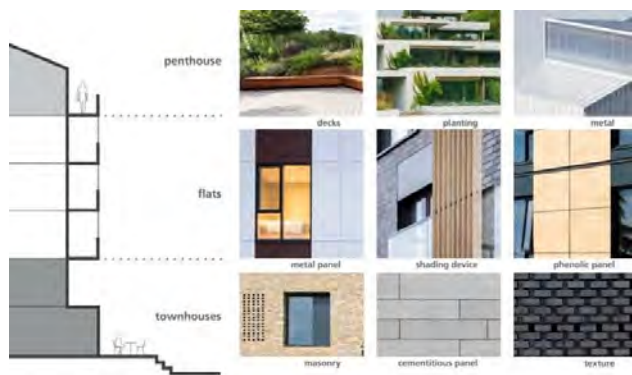 penthouse
decks
planting
metal
flats
metal panel
shading device
phenolic panel
townhouses
masonry
cementitious panel
texture